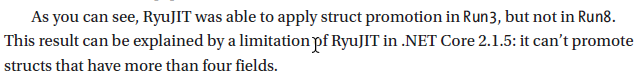 As you can see, RyuJIT was able to apply struct promotion in Run3, but not in Run8.
This result can be explained by a limitation of RyuJIT in .NET Core 2.1.5: it can’t promote
structs that have more than four fields.